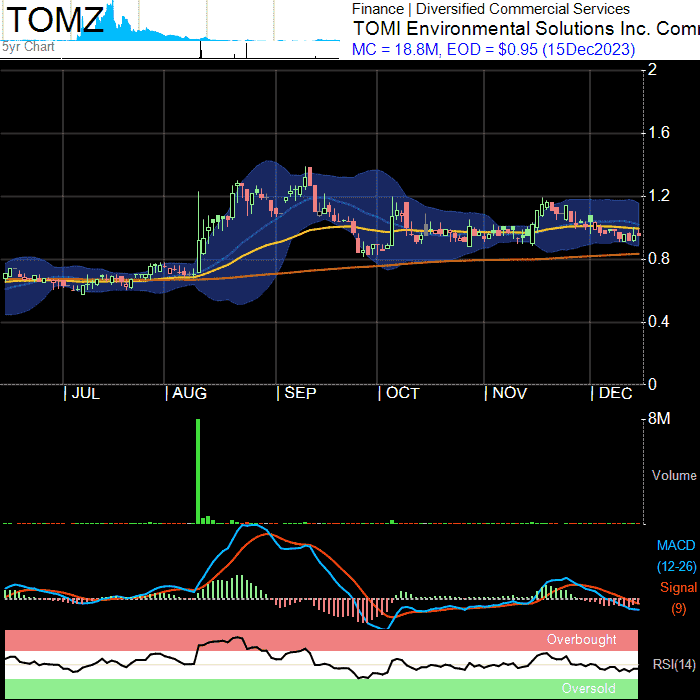 TOMZ
5yr Chart
Finance | Diversified Commercial Services
TOMI Environmental Solutions Inc. Com
MC = 18.8M, EOD = $0.95 (15Dec2023)
2
1.6
1.2
0.8
0.4
0
JUL AUG SEP OCT NOV DEC
8M
Volume
MACD
(12-26)
Signal
(9)
Overbought
RSI(14)
Oversold